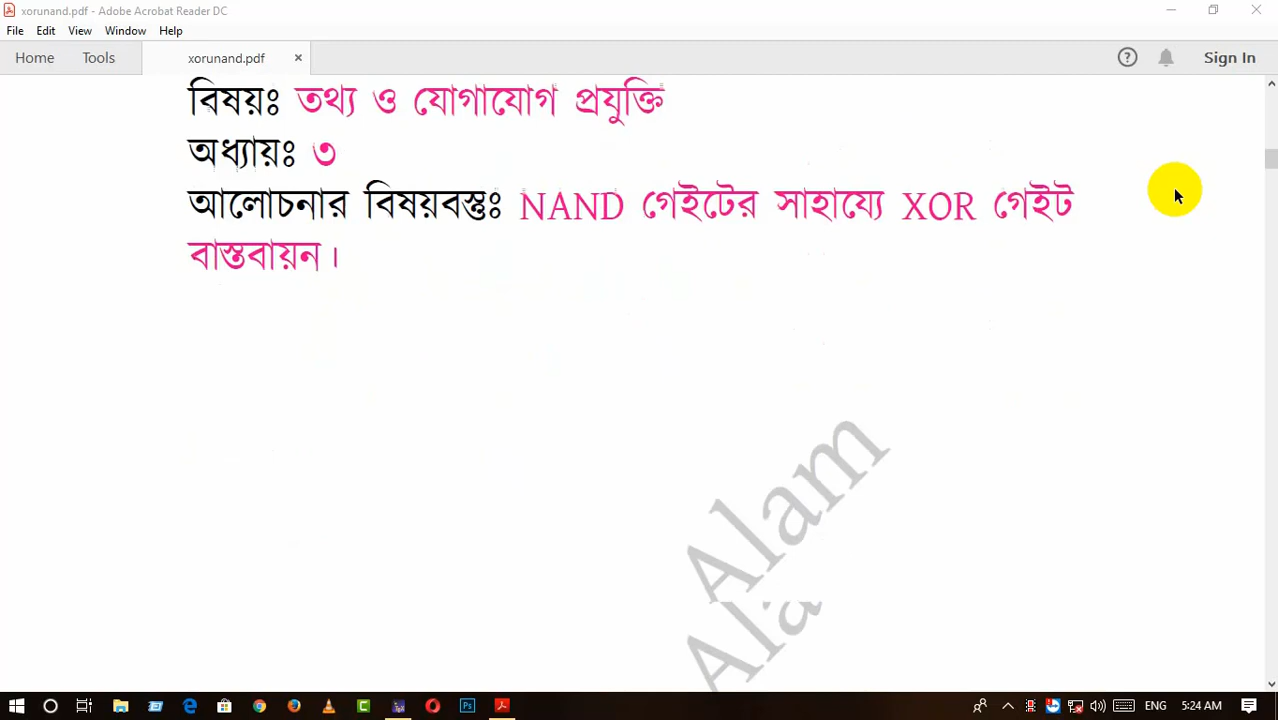 xorunand.pdf - Adobe Acrobat Reader DC
File Edit View Window Help
Home Tools xorunand.pdf × Sign In
বিষয়ঃ তথ্য ও যোগাযোগ প্রযুক্তি
অধ্যায়ঃ ৩
আলোচনার বিষয়বস্তুঃ NAND গেইটের সাহায্যে XOR গেইট
বাস্তবায়ন।
Alam
ENG 5:24 AM